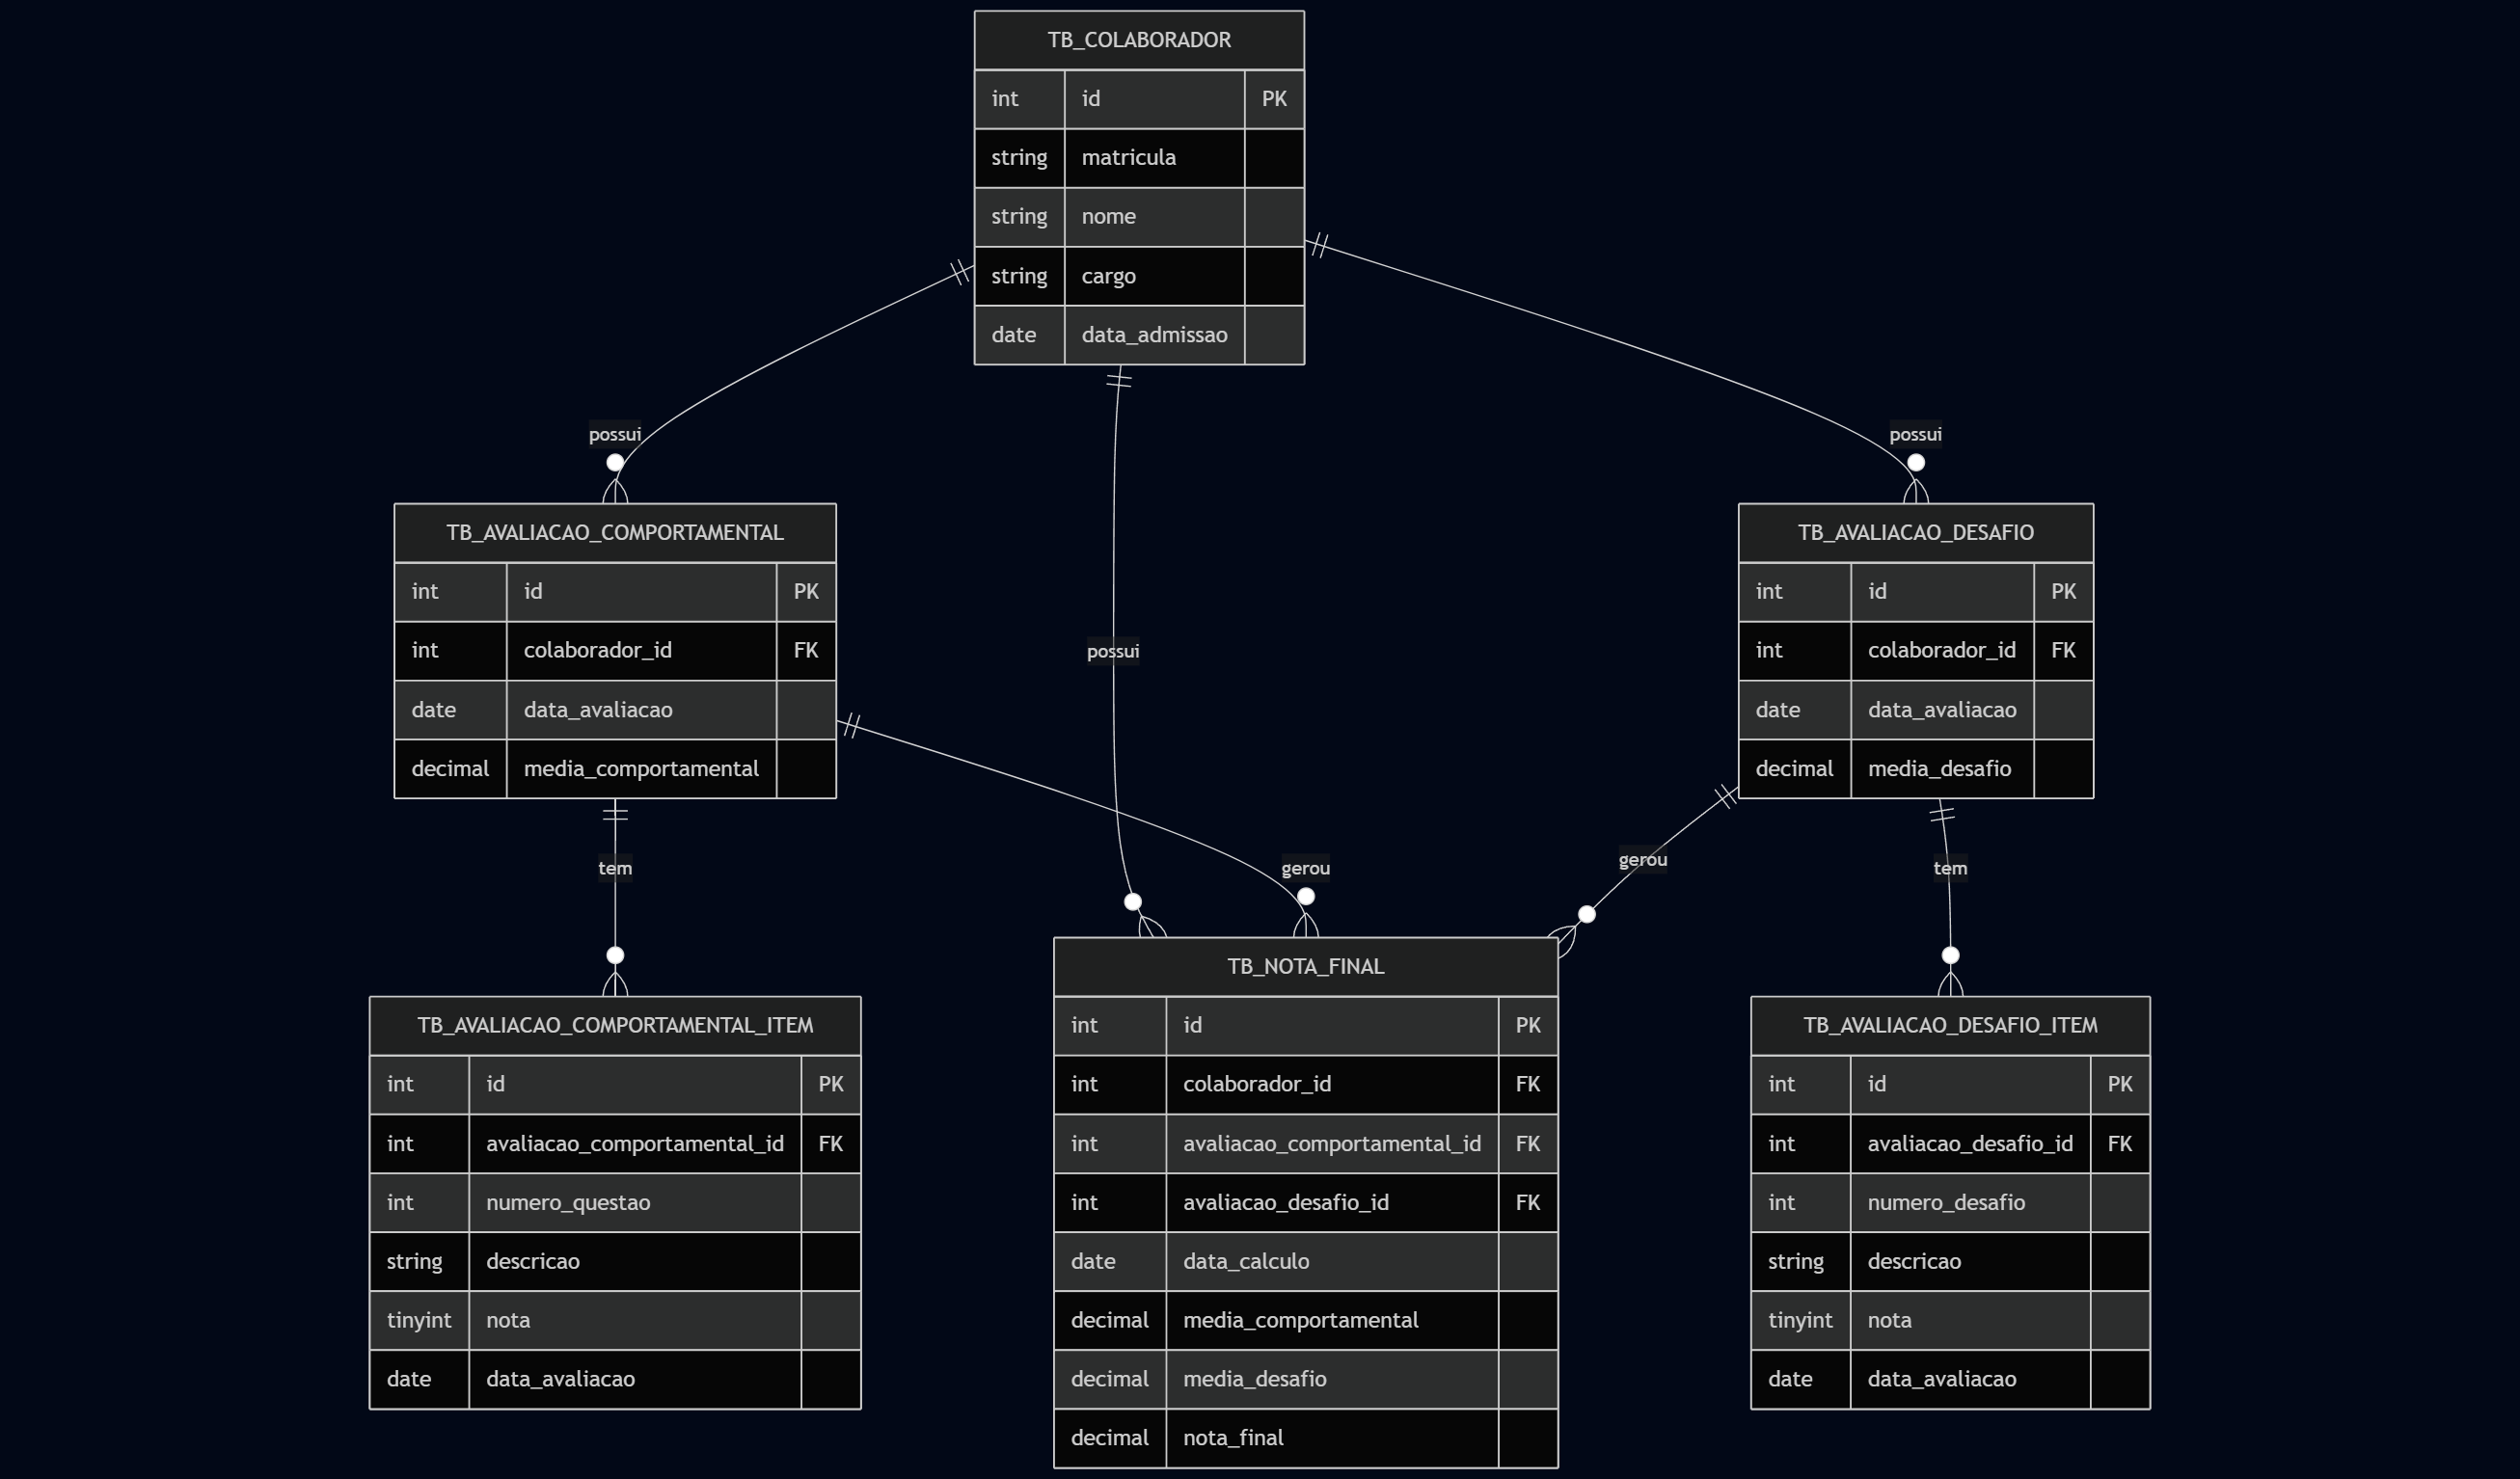 TB_COLABORADOR
int id PK
string matricula
string nome
string cargo
date data_admissao
possui
possui
possui
TB_AVALIACAO_COMPORTAMENTAL
int id PK
int colaborador_id FK
date data_avaliacao
decimal media_comportamental
TB_AVALIACAO_DESAFIO
int id PK
int colaborador_id FK
date data_avaliacao
decimal media_desafio
tem
gerou
gerou
tem
TB_AVALIACAO_COMPORTAMENTAL_ITEM
int id PK
int avaliacao_comportamental_id FK
int numero_questao
string descricao
tinyint nota
date data_avaliacao
TB_NOTA_FINAL
int id PK
int colaborador_id FK
int avaliacao_comportamental_id FK
int avaliacao_desafio_id FK
date data_calculo
decimal media_comportamental
decimal media_desafio
decimal nota_final
TB_AVALIACAO_DESAFIO_ITEM
int id PK
int avaliacao_desafio_id FK
int numero_desafio
string descricao
tinyint nota
date data_avaliacao